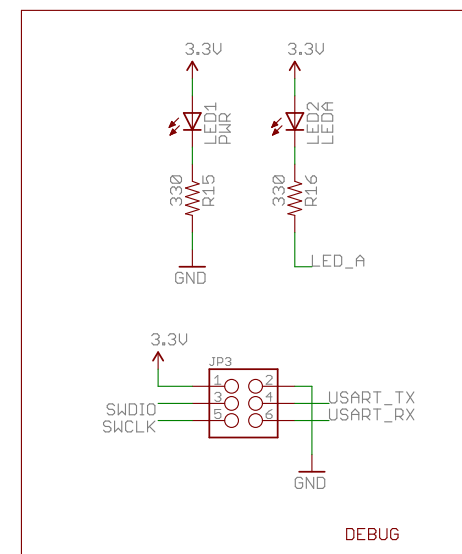 3.3V
3.3V
LED1
PWR
LED2
LEDA
330
R15
330
R16
GND
LED_A
3.3V
JP3
1
2
SWDIO
3
4
USART_TX
SWCLK
5
6
USART_RX
GND
DEBUG